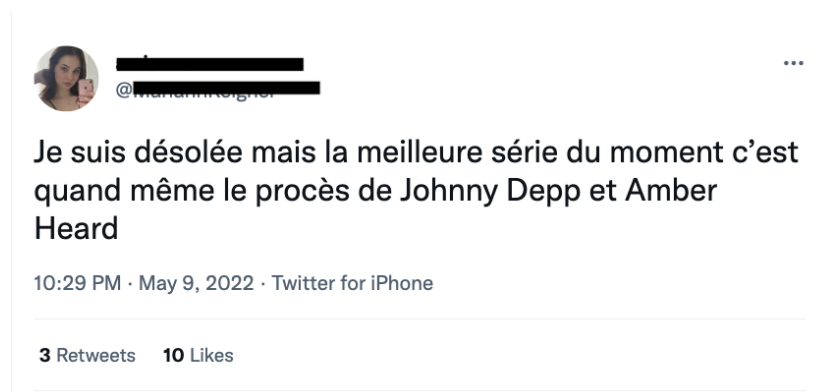 Je suis désolée mais la meilleure série du moment c’est
quand même le procès de Johnny Depp et Amber
Heard
10:29 PM · May 9, 2022 · Twitter for iPhone
3 Retweets 10 Likes